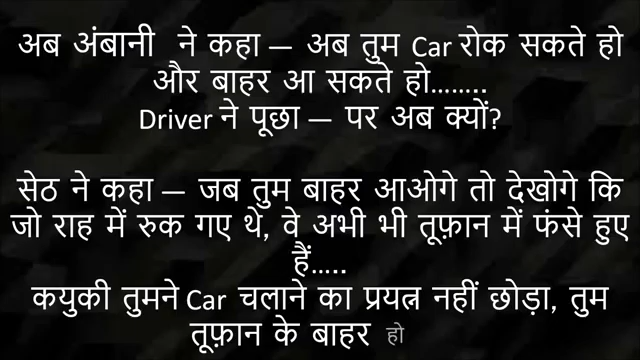 अब अंबानी ने कहा — अब तुम Car रोक सकते हो
और बाहर आ सकते हो……..
Driver ने पूछा — पर अब क्यों?
सेठ ने कहा — जब तुम बाहर आओगे तो देखोगे कि
जो राह में रुक गए थे, वे अभी भी तूफ़ान में फंसे हुए
हैं…..
कयुकी तुमने Car चलाने का प्रयत्न नहीं छोड़ा, तुम
तूफ़ान के बाहर हो